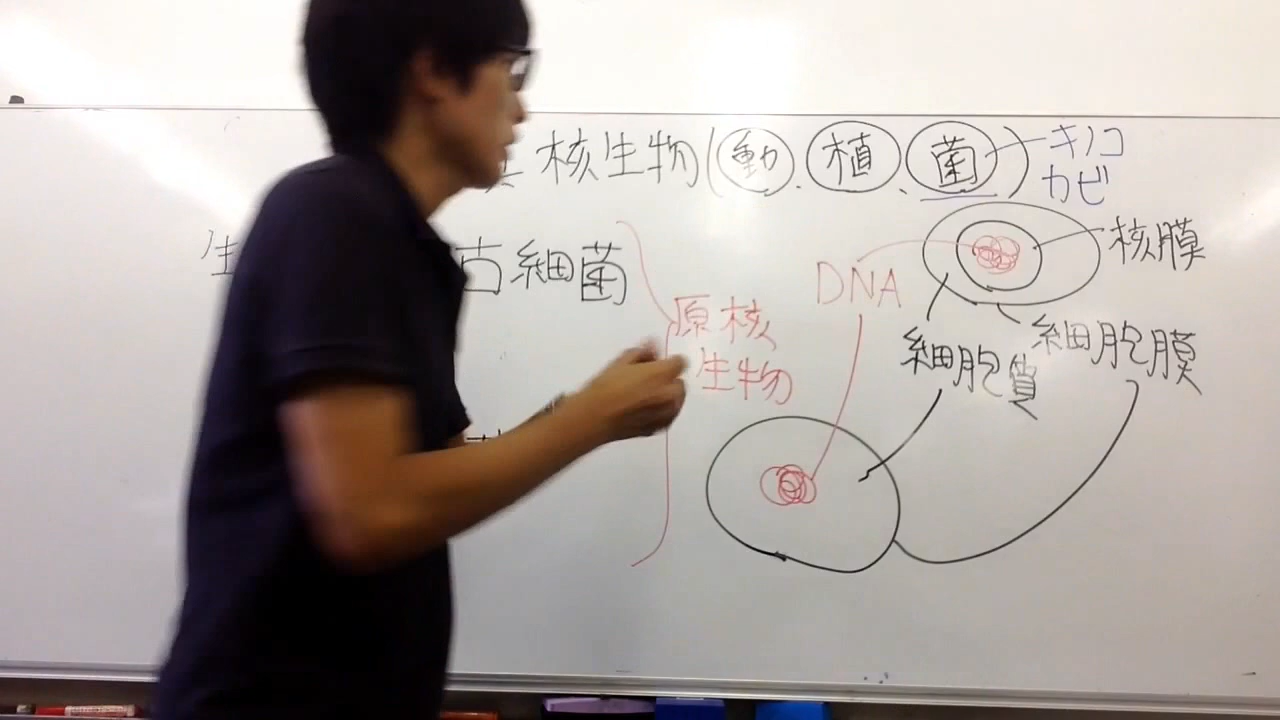 核生物(動、植、菌)
キノコ
カビ
生
古細菌
核膜
DNA
原核
生物
細胞質
細胞膜